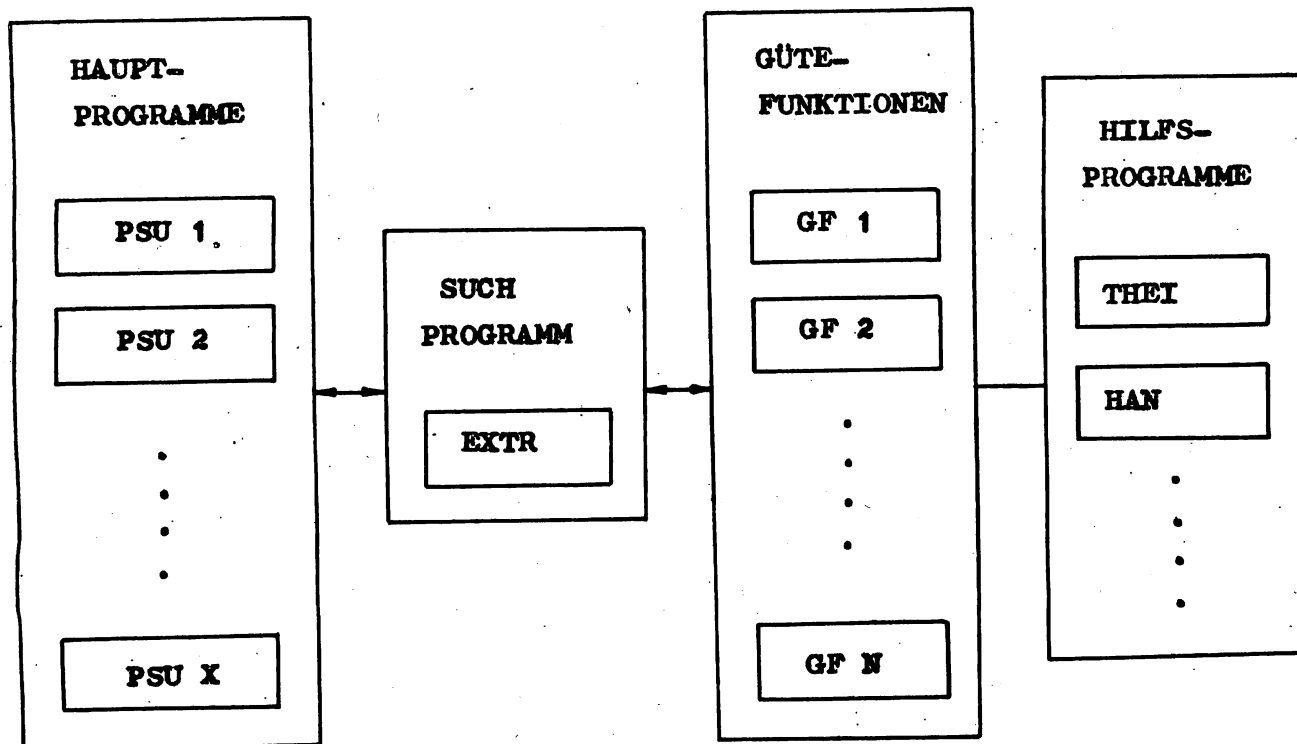 HAUPT-
PROGRAMME
PSU 1
PSU 2
PSU X
SUCH
PROGRAMM
EXTR
GÜTE-
FUNKTIONEN
GF 1
GF 2
GF N
HILFS-
PROGRAMME
THEI
HAN